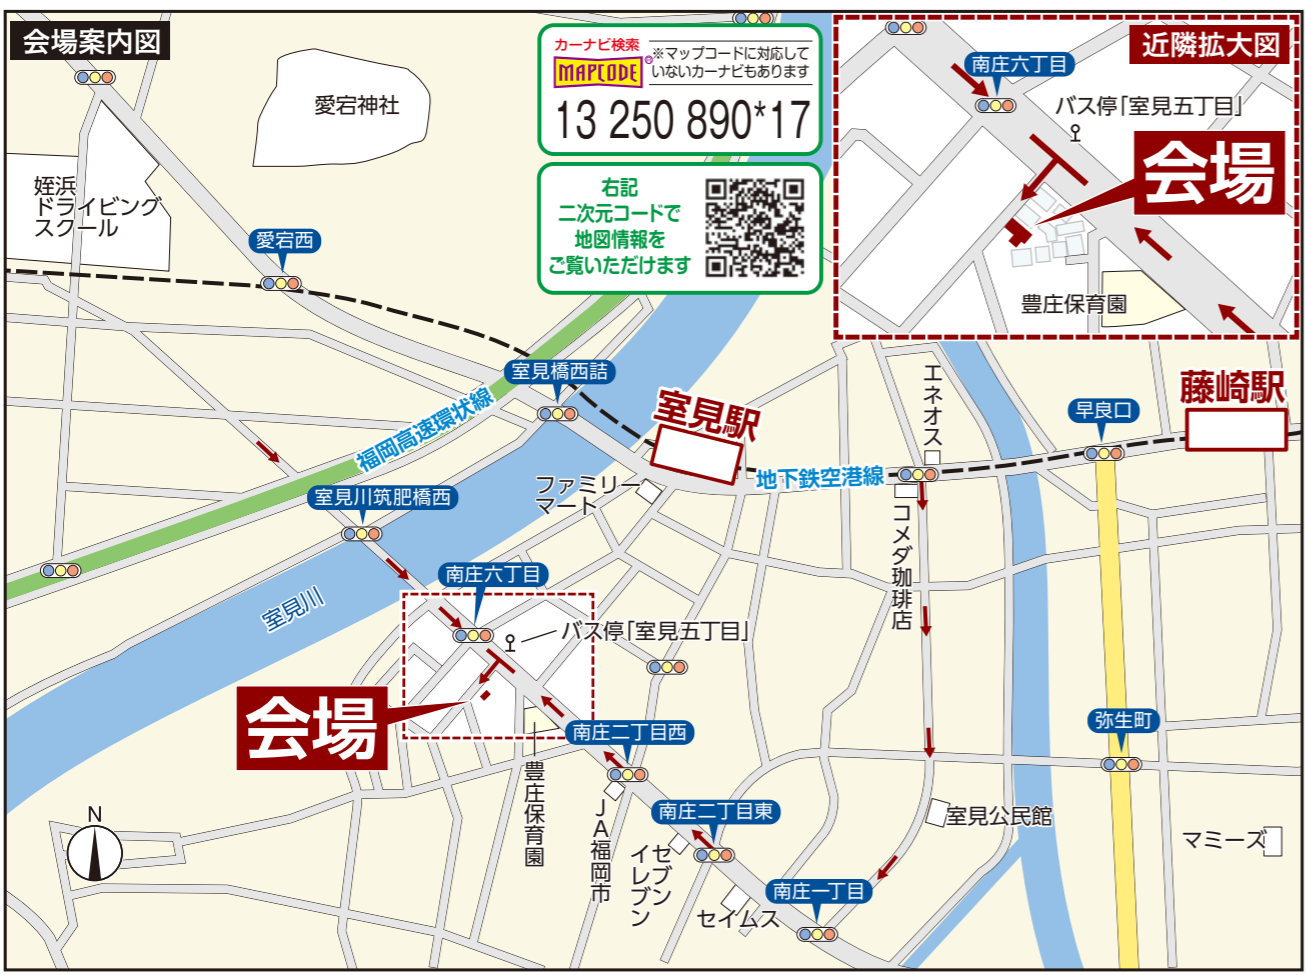 会場案内図
愛宕神社
姪浜
ドライビング
スクール
愛宕西
カーナビ検索
MAPCODE®
※マップコードに対応して
いないカーナビもあります
13 250 890*17
右記
二次元コードで
地図情報を
ご覧いただけます
近隣拡大図
南庄六丁目
バス停「室見五丁目」
会場
豊庄保育園
室見橋西詰
福岡高速環状線
室見駅
地下鉄空港線
エネオス
早良口
藤崎駅
ファミリー
マート
コメダ珈琲店
室見川筑肥橋西
室見川
南庄六丁目
バス停「室見五丁目」
会場
豊庄保育園
南庄二丁目西
JA福岡市
南庄二丁目東
セブン
イレブン
セイムス
南庄一丁目
室見公民館
弥生町
マミーズ
N